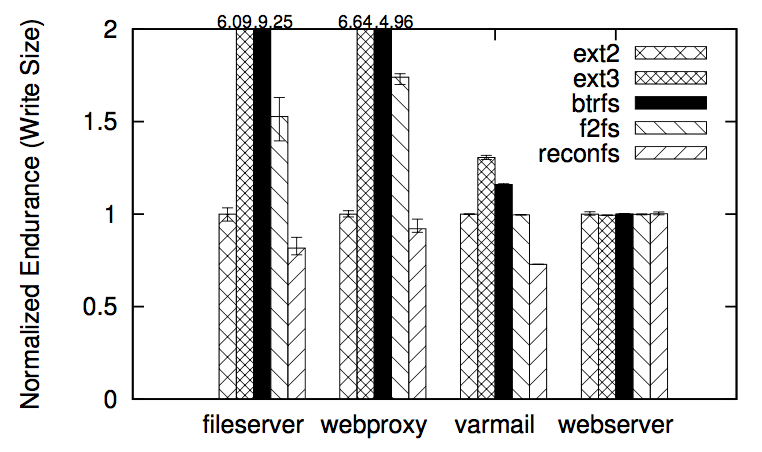 6.09 9.25 6.64 4.96
2
1.5
1
0.5
0
Normalized Endurance (Write Size)
ext2
ext3
btrfs
f2fs
reconfs
fileserver webproxy varmail webserver